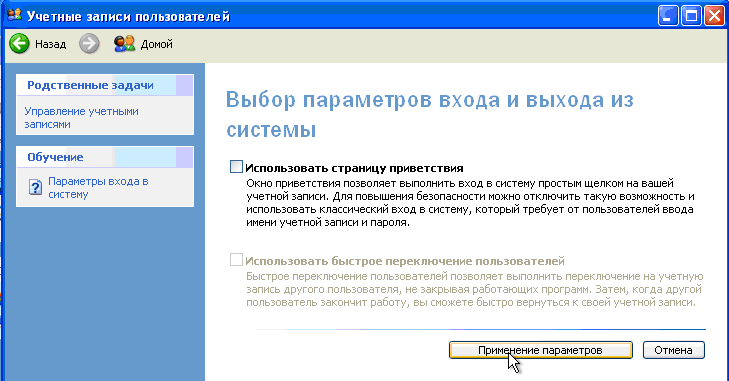 Учетные записи пользователей
Назад
Домой
Родственные задачи
Управление учетными
записями
Обучение
Параметры входа в
систему
Выбор параметров входа и выхода из
системы
Использовать страницу приветствия
Окно приветствия позволяет выполнить вход в систему простым щелком на вашей
учетной записи. Для повышения безопасности можно отключить такую возможность и
использовать классический вход в систему, который требует от пользователей ввода
имени учетной записи и пароля.
Использовать быстрое переключение пользователей
Быстрое переключение пользователей позволяет выполнить переключение на учетную
запись другого пользователя, не закрывая работающих программ. Затем, когда другой
пользователь закончит работу, вы сможете быстро вернуться к своей учетной записи.
Применение параметров
Отмена